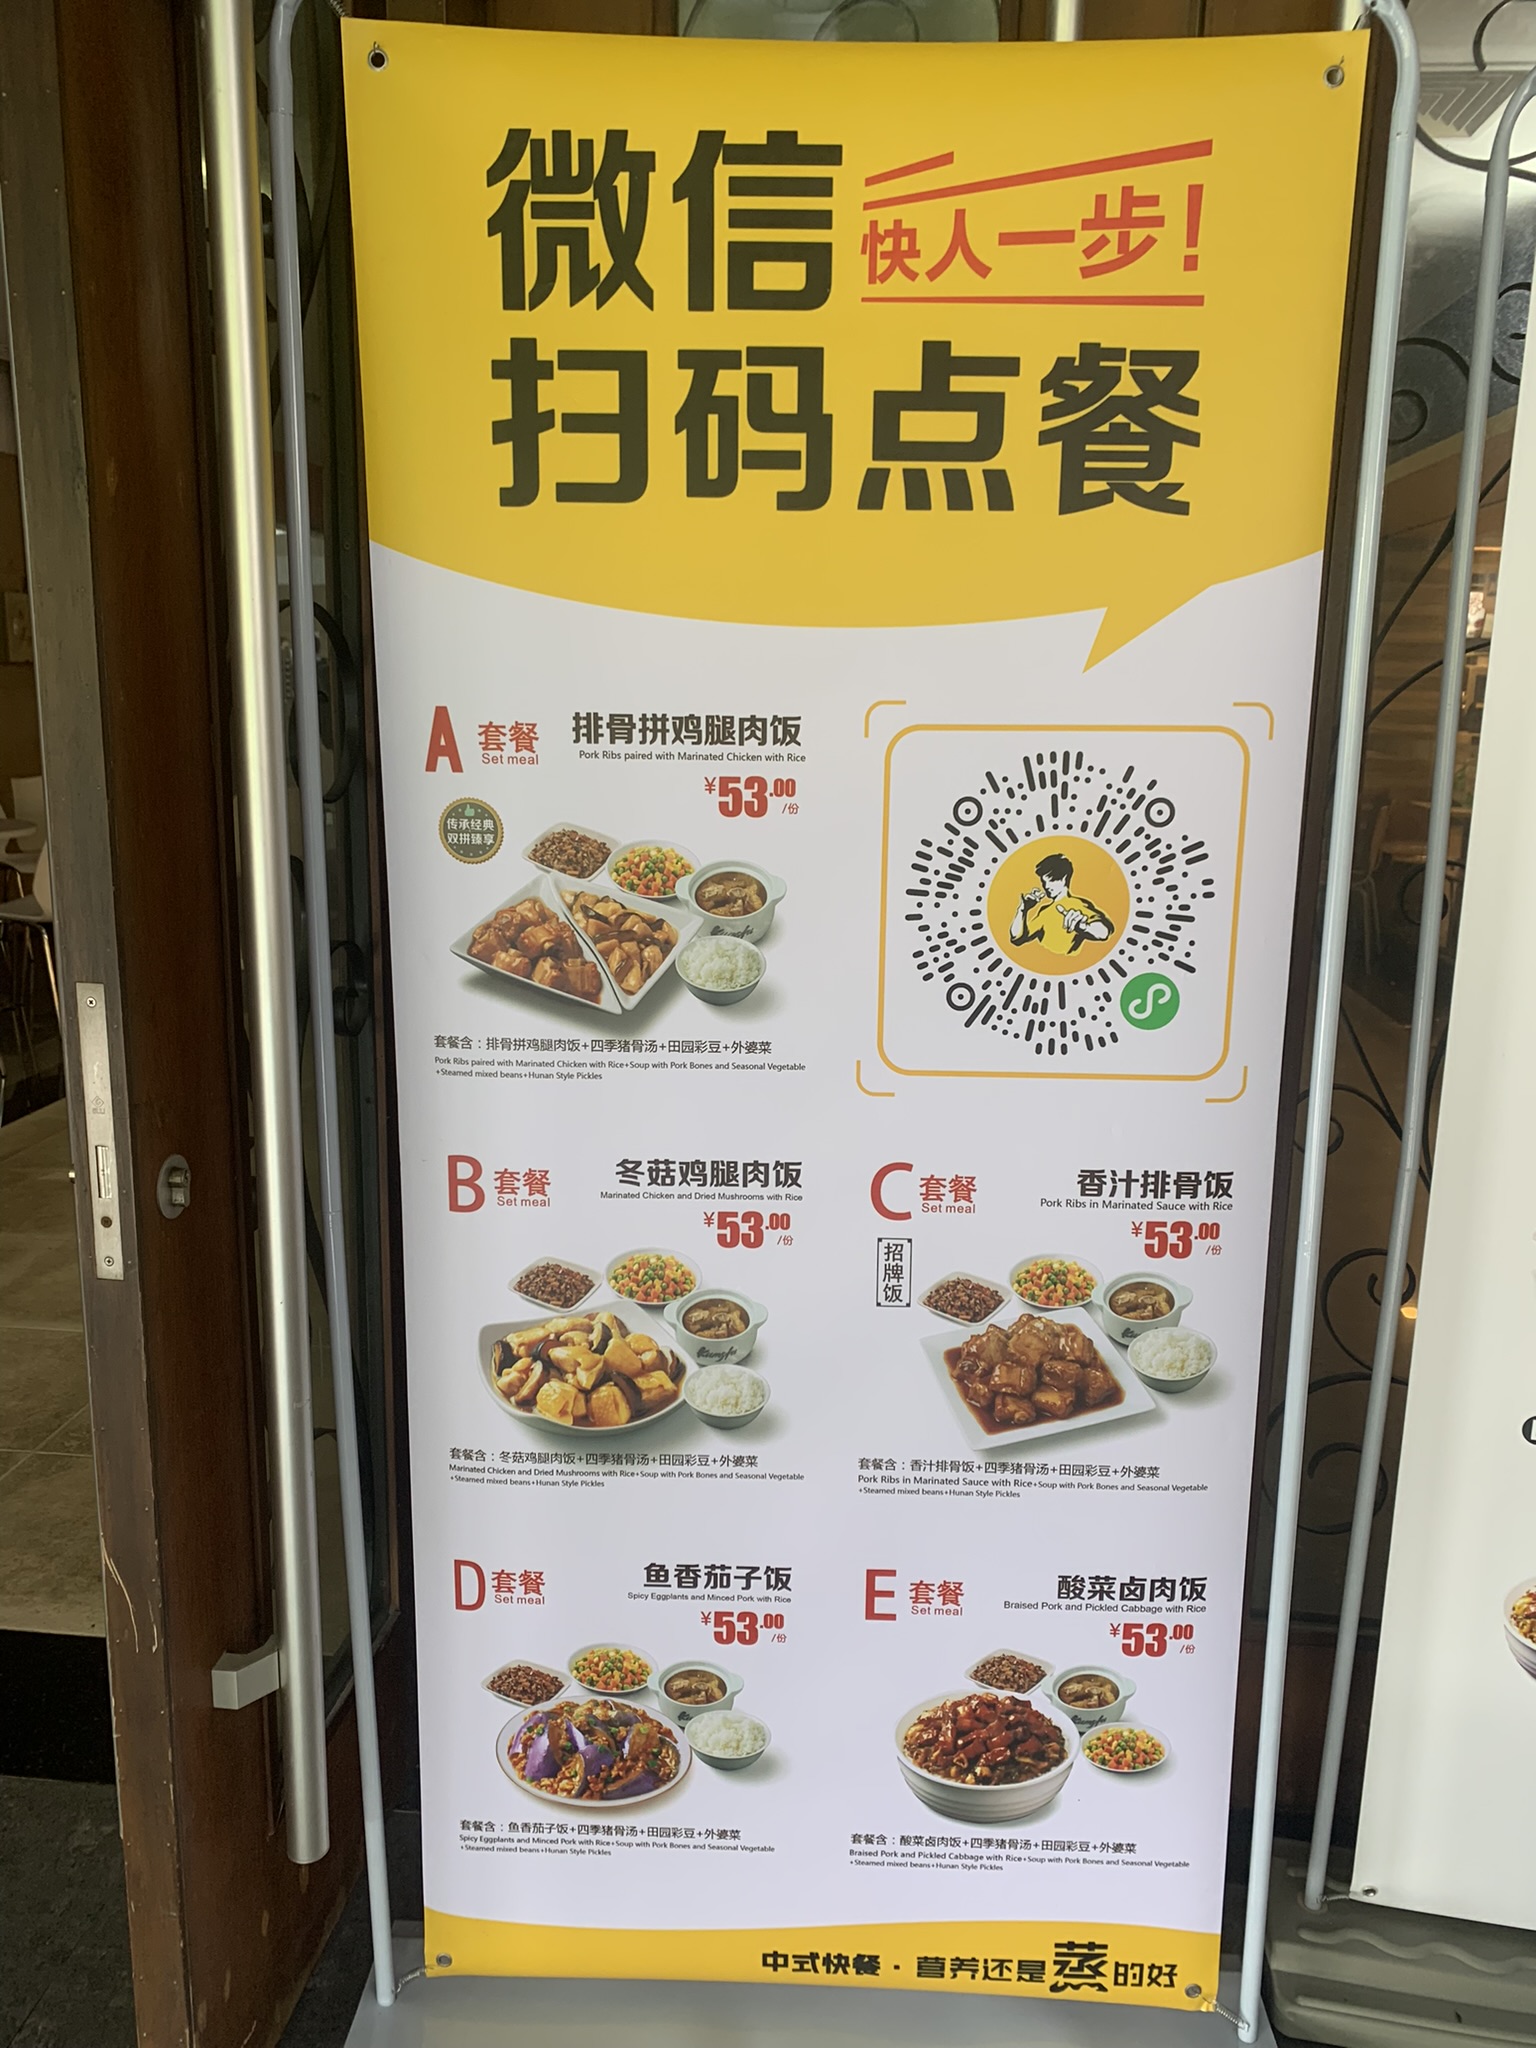 微信
快人一步!
扫码点餐
A 套餐
Set meal
排骨拼鸡腿肉饭
Pork Ribs paired with Marinated Chicken with Rice
¥53.00/份
传承经典
双拼臻享
Kungfu
套餐含：排骨拼鸡腿肉饭+四季猪骨汤+田园彩豆+外婆菜
Pork Ribs paired with Marinated Chicken with Rice+Soup with Pork Bones and Seasonal Vegetable
+Steamed mixed beans+Hunan Style Pickles
B 套餐
Set meal
冬菇鸡腿肉饭
Marinated Chicken and Dried Mushrooms with Rice
¥53.00/份
Kungfu
套餐含：冬菇鸡腿肉饭+四季猪骨汤+田园彩豆+外婆菜
Marinated Chicken and Dried Mushrooms with Rice+Soup with Pork Bones and Seasonal Vegetable
+Steamed mixed beans+Hunan Style Pickles
C 套餐
Set meal
香汁排骨饭
Pork Ribs in Marinated Sauce with Rice
¥53.00/份
招牌饭
Kungfu
套餐含：香汁排骨饭+四季猪骨汤+田园彩豆+外婆菜
Pork Ribs in Marinated Sauce with Rice+Soup with Pork Bones and Seasonal Vegetable
+Steamed mixed beans+Hunan Style Pickles
D 套餐
Set meal
鱼香茄子饭
Spicy Eggplants and Minced Pork with Rice
¥53.00/份
Kungfu
套餐含：鱼香茄子饭+四季猪骨汤+田园彩豆+外婆菜
Spicy Eggplants and Minced Pork with Rice+Soup with Pork Bones and Seasonal Vegetable
+Steamed mixed beans+Hunan Style Pickles
E 套餐
Set meal
酸菜卤肉饭
Braised Pork and Pickled Cabbage with Rice
¥53.00/份
Kungfu
套餐含：酸菜卤肉饭+四季猪骨汤+田园彩豆+外婆菜
Braised Pork and Pickled Cabbage with Rice+Soup with Pork Bones and Seasonal Vegetable
+Steamed mixed beans+Hunan Style Pickles
中式快餐·营养还是蒸的好